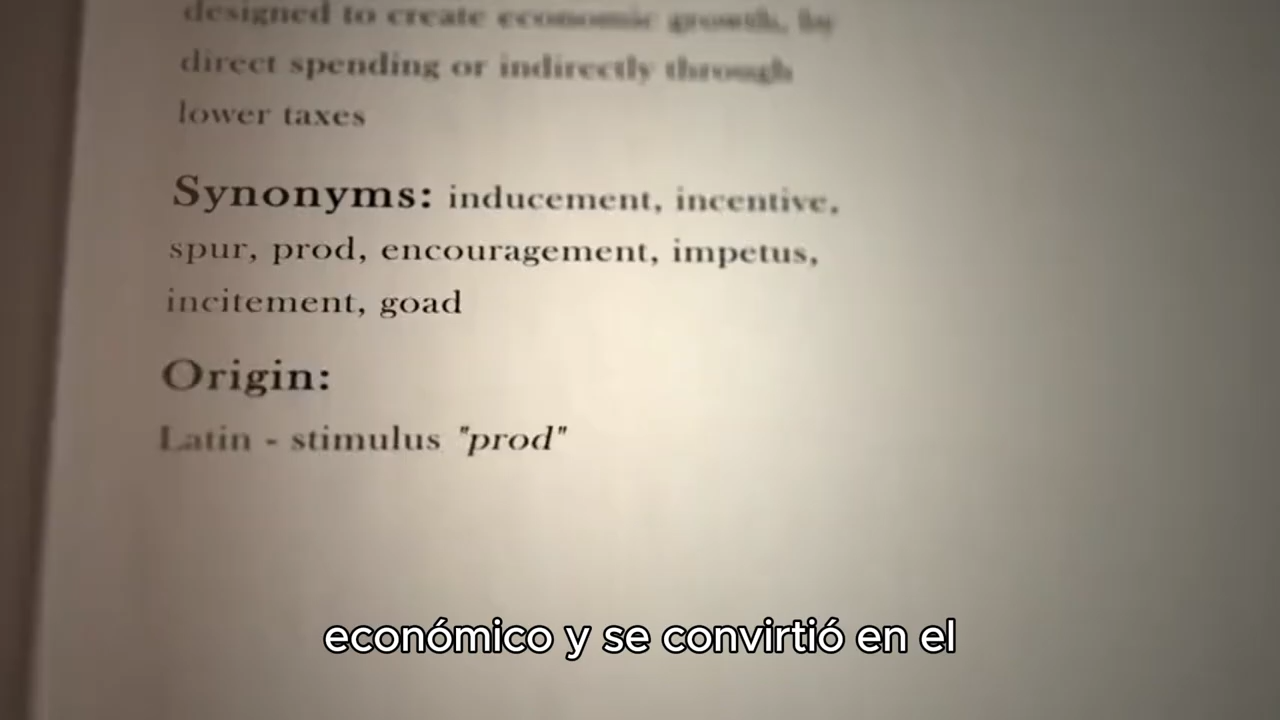 designed to create economic growth, by
direct spending or indirectly through
lower taxes
Synonyms: inducement, incentive,
spur, prod, encouragement, impetus,
incitement, goad
Origin:
Latin - stimulus "prod"
económico y se convirtió en el